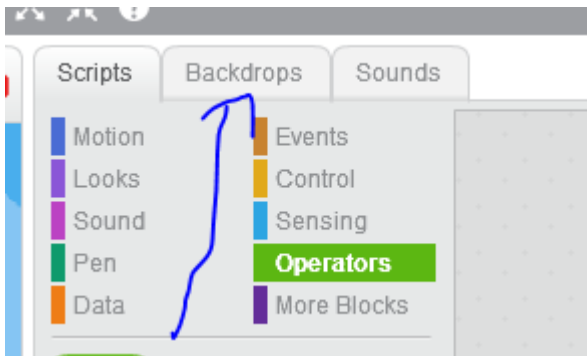 Scripts Backdrops Sounds
Motion Events
Looks Control
Sound Sensing
Pen Operators
Data More Blocks